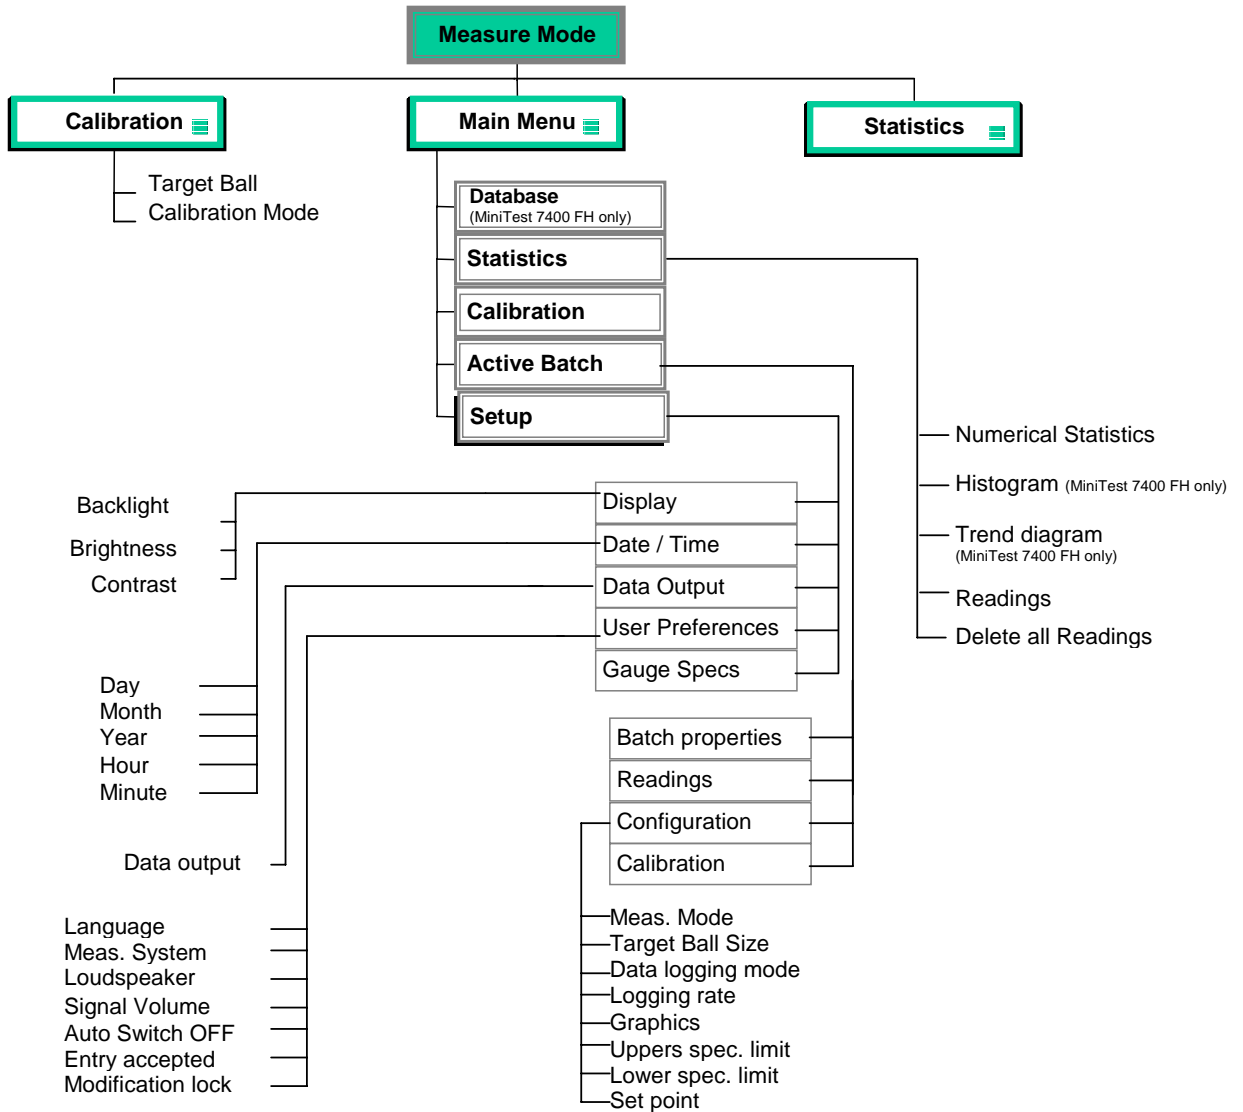 Measure Mode
Calibration
Main Menu
Statistics
Target Ball
Calibration Mode
Database
(MiniTest 7400 FH only)
Statistics
Calibration
Active Batch
Setup
Numerical Statistics
Histogram (MiniTest 7400 FH only)
Trend diagram
(MiniTest 7400 FH only)
Readings
Delete all Readings
Display
Date / Time
Data Output
User Preferences
Gauge Specs
Backlight
Brightness
Contrast
Day
Month
Year
Hour
Minute
Data output
Language
Meas. System
Loudspeaker
Signal Volume
Auto Switch OFF
Entry accepted
Modification lock
Batch properties
Readings
Configuration
Calibration
Meas. Mode
Target Ball Size
Data logging mode
Logging rate
Graphics
Uppers spec. limit
Lower spec. limit
Set point